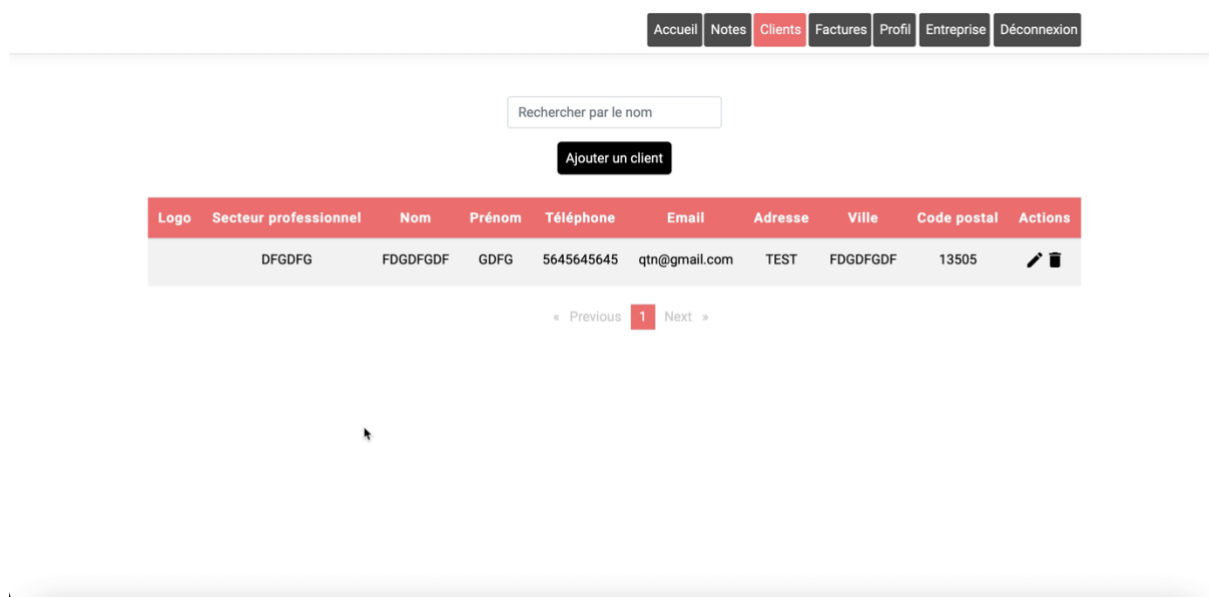 Accueil Notes Clients Factures Profil Entreprise Déconnexion
Rechercher par le nom
Ajouter un client
Logo Secteur professionnel Nom Prénom Téléphone Email Adresse Ville Code postal Actions
DFGDFG FDGDFGDF GDFG 5645645645 qtn@gmail.com TEST FDGDFGDF 13505
« Previous 1 Next »